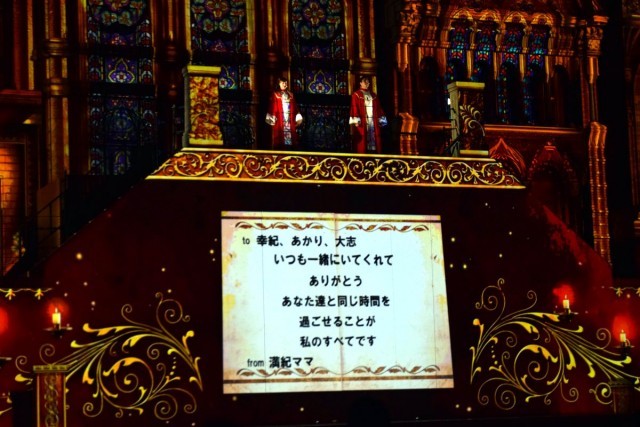 to 幸紀、あかり、大志
いつも一緒にいてくれて
ありがとう
あなた達と同じ時間を
過ごせることが
私のすべてです
from 満紀ママ